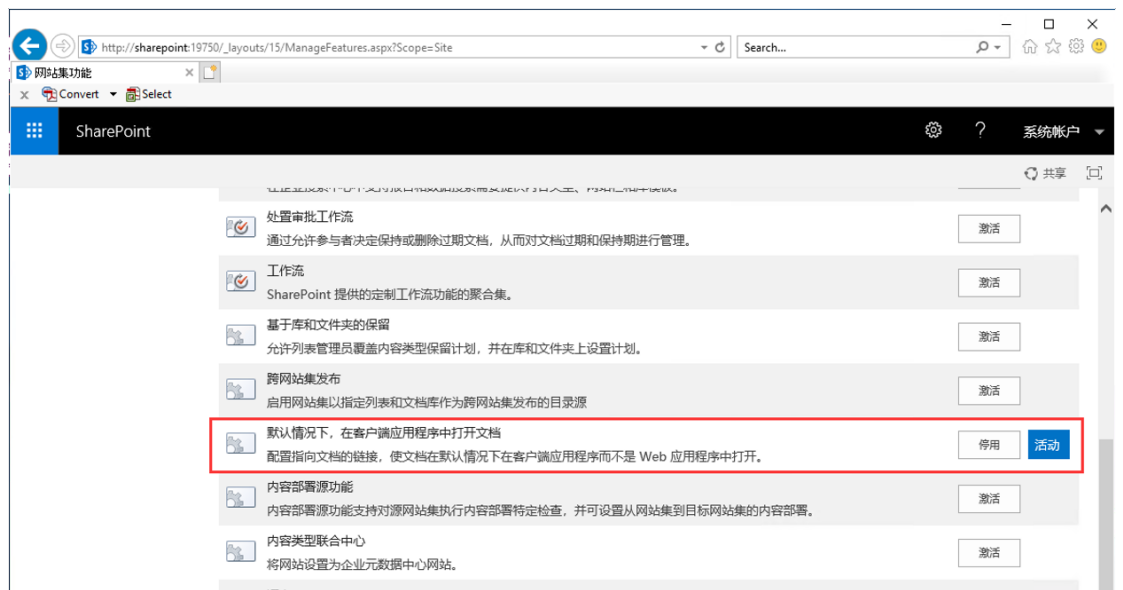 http://sharepoint:19750/_layouts/15/ManageFeatures.aspx?Scope=Site
Search...
网站集功能
x Convert Select
SharePoint
? 系统帐户
共享
处置审批工作流
通过允许参与者决定保持或删除过期文档，从而对文档过期和保持期进行管理。
激活
工作流
SharePoint 提供的定制工作流功能的聚合集。
激活
基于库和文件夹的保留
允许列表管理员覆盖内容类型保留计划，并在库和文件夹上设置计划。
激活
跨网站集发布
启用网站集以指定列表和文档库作为跨网站集发布的目录源
激活
默认情况下，在客户端应用程序中打开文档
配置指向文档的链接，使文档在默认情况下在客户端应用程序而不是 Web 应用程序中打开。
停用 活动
内容部署源功能
内容部署源功能支持对源网站集执行内容部署特定检查，并可设置从网站集到目标网站集的内容部署。
激活
内容类型联合中心
将网站设置为企业元数据中心网站。
激活